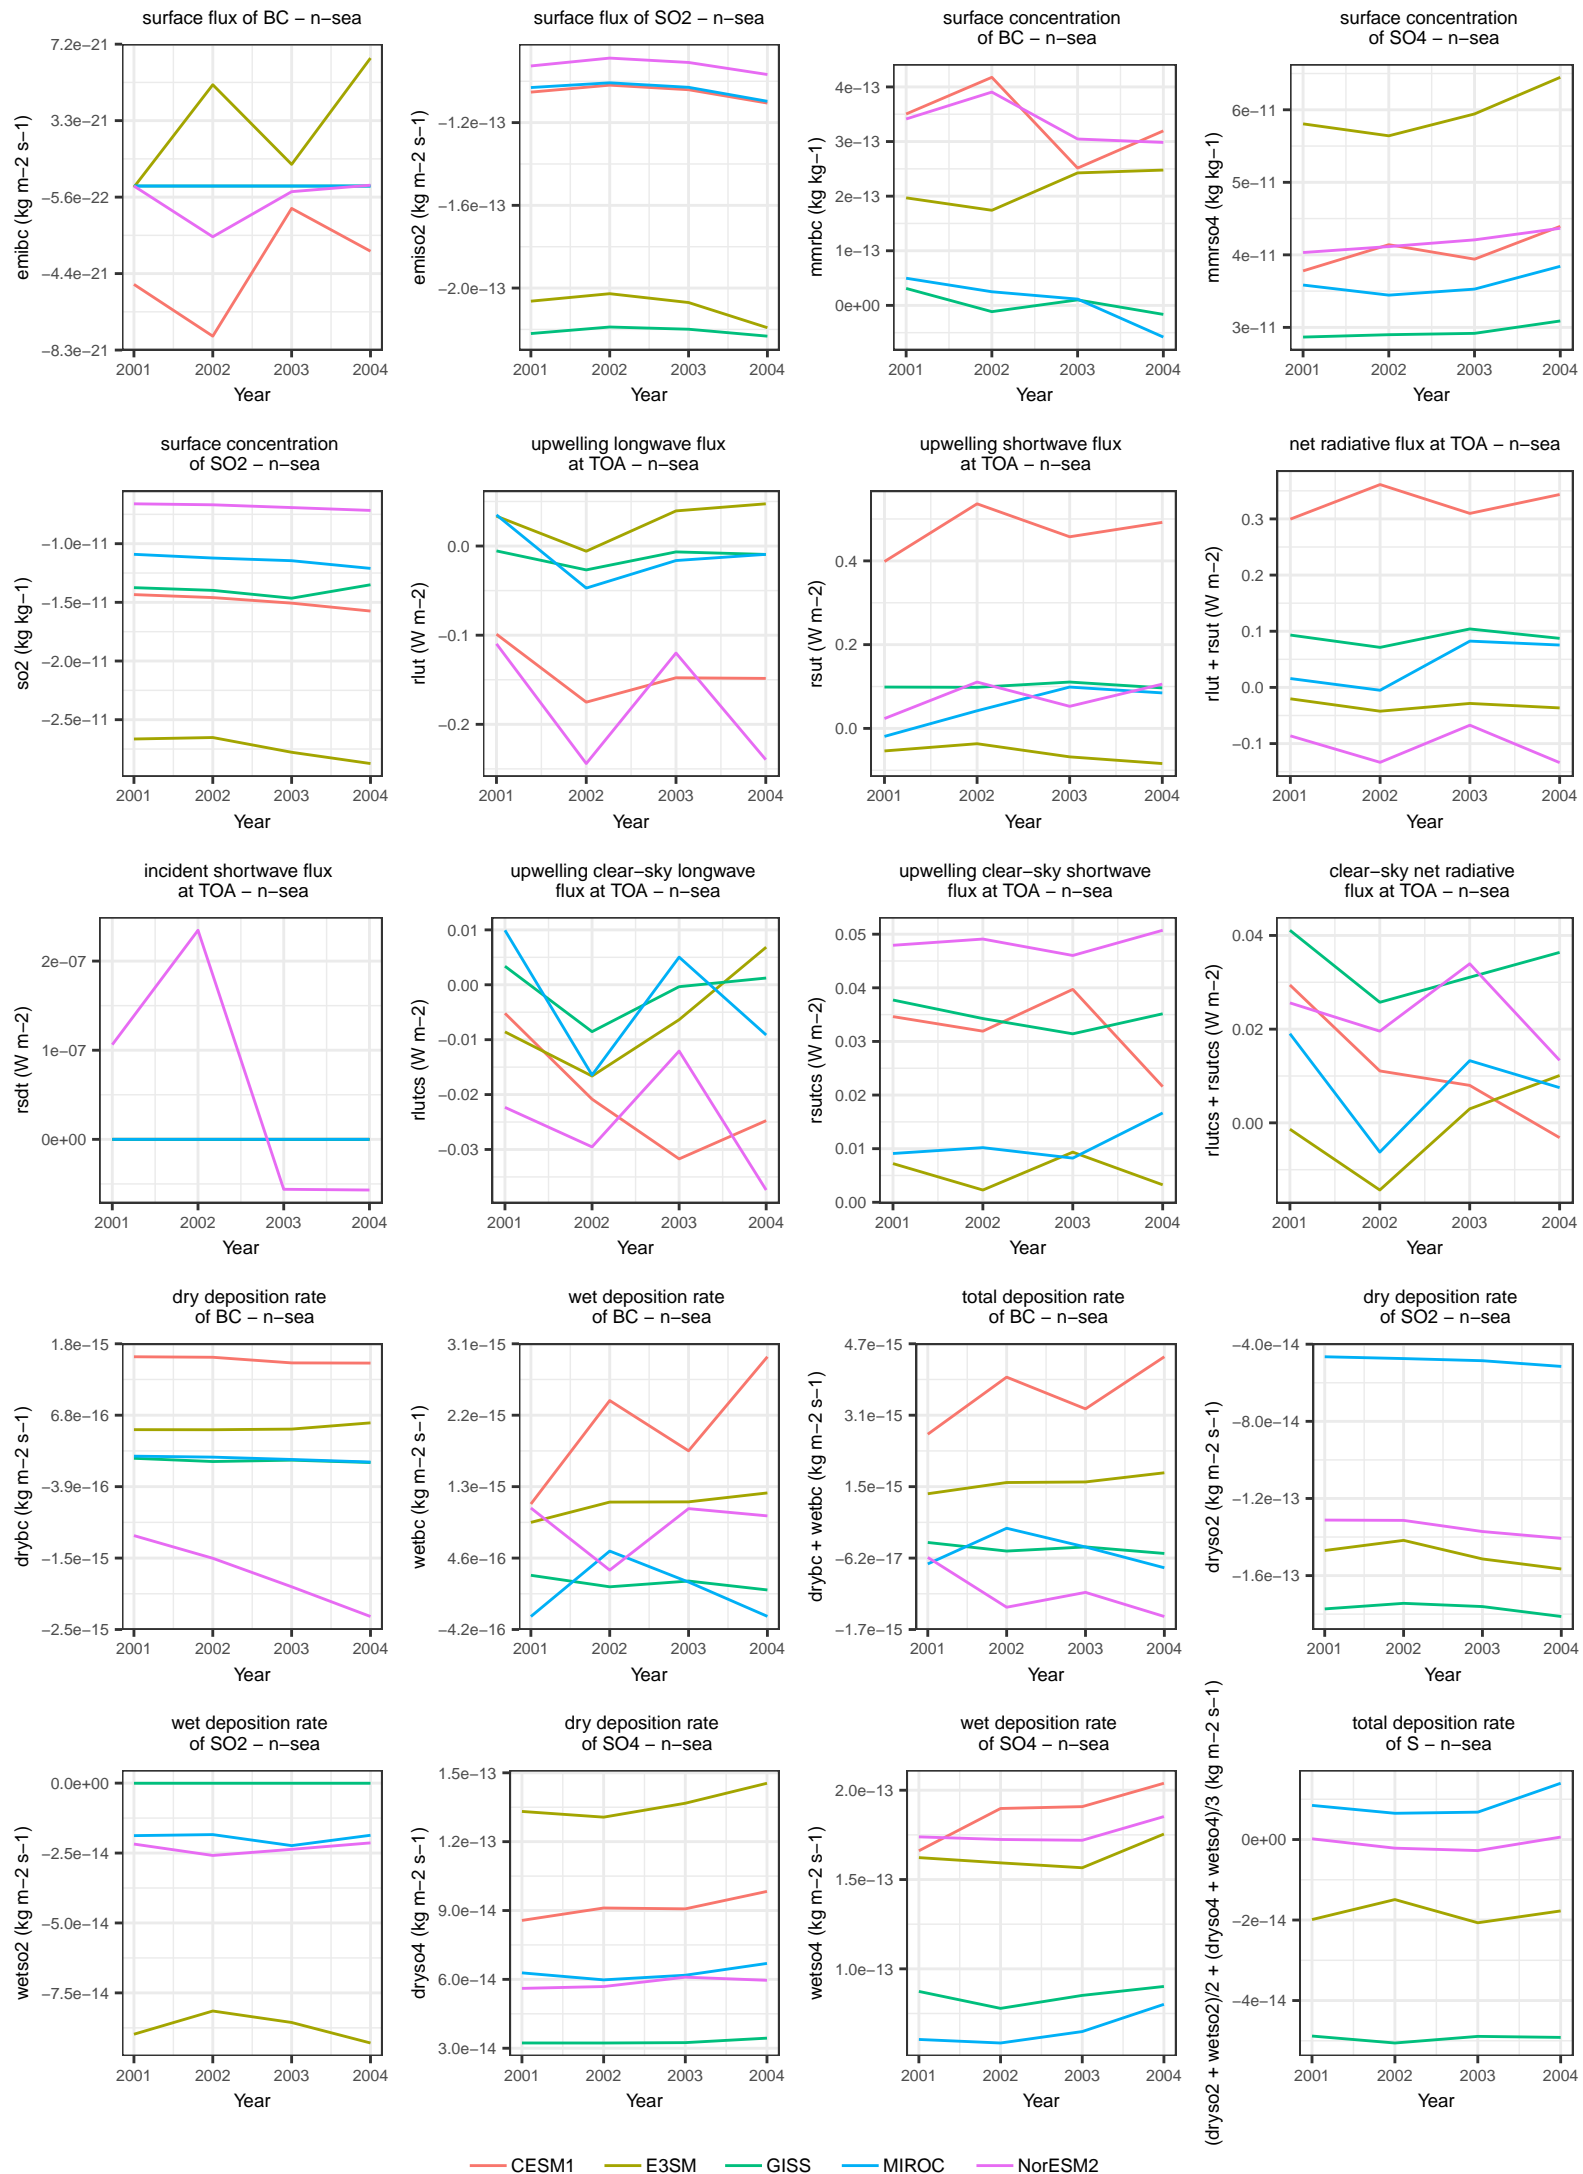 surface flux of BC − n−sea
7.2e−21
3.3e−21
−5.6e−22
−4.4e−21
−8.3e−21
emibc (kg m−2 s−1)
2001 2002 2003 2004
Year
surface flux of SO2 − n−sea
−1.2e−13
−1.6e−13
−2.0e−13
emiso2 (kg m−2 s−1)
2001 2002 2003 2004
Year
surface concentration
of BC − n−sea
4e−13
3e−13
2e−13
1e−13
0e+00
mmrbc (kg kg−1)
2001 2002 2003 2004
Year
surface concentration
of SO4 − n−sea
6e−11
5e−11
4e−11
3e−11
mmrso4 (kg kg−1)
2001 2002 2003 2004
Year
surface concentration
of SO2 − n−sea
−1.0e−11
−1.5e−11
−2.0e−11
−2.5e−11
so2 (kg kg−1)
2001 2002 2003 2004
Year
upwelling longwave flux
at TOA − n−sea
0.0
−0.1
−0.2
rlut (W m−2)
2001 2002 2003 2004
Year
upwelling shortwave flux
at TOA − n−sea
0.4
0.2
0.0
rsut (W m−2)
2001 2002 2003 2004
Year
net radiative flux at TOA − n−sea
0.3
0.2
0.1
0.0
−0.1
rlut + rsut (W m−2)
2001 2002 2003 2004
Year
incident shortwave flux
at TOA − n−sea
2e−07
1e−07
0e+00
rsdt (W m−2)
2001 2002 2003 2004
Year
upwelling clear−sky longwave
flux at TOA − n−sea
0.01
0.00
−0.01
−0.02
−0.03
rlutcs (W m−2)
2001 2002 2003 2004
Year
upwelling clear−sky shortwave
flux at TOA − n−sea
0.05
0.04
0.03
0.02
0.01
0.00
rsutcs (W m−2)
2001 2002 2003 2004
Year
clear−sky net radiative
flux at TOA − n−sea
0.04
0.02
0.00
rlutcs + rsutcs (W m−2)
2001 2002 2003 2004
Year
dry deposition rate
of BC − n−sea
1.8e−15
6.8e−16
−3.9e−16
−1.5e−15
−2.5e−15
drybc (kg m−2 s−1)
2001 2002 2003 2004
Year
wet deposition rate
of BC − n−sea
3.1e−15
2.2e−15
1.3e−15
4.6e−16
−4.2e−16
wetbc (kg m−2 s−1)
2001 2002 2003 2004
Year
total deposition rate
of BC − n−sea
4.7e−15
3.1e−15
1.5e−15
−6.2e−17
−1.7e−15
drybc + wetbc (kg m−2 s−1)
2001 2002 2003 2004
Year
dry deposition rate
of SO2 − n−sea
−4.0e−14
−8.0e−14
−1.2e−13
−1.6e−13
dryso2 (kg m−2 s−1)
2001 2002 2003 2004
Year
wet deposition rate
of SO2 − n−sea
0.0e+00
−2.5e−14
−5.0e−14
−7.5e−14
wetso2 (kg m−2 s−1)
2001 2002 2003 2004
Year
dry deposition rate
of SO4 − n−sea
1.5e−13
1.2e−13
9.0e−14
6.0e−14
3.0e−14
dryso4 (kg m−2 s−1)
2001 2002 2003 2004
Year
wet deposition rate
of SO4 − n−sea
2.0e−13
1.5e−13
1.0e−13
wetso4 (kg m−2 s−1)
2001 2002 2003 2004
Year
total deposition rate
of S − n−sea
0e+00
−2e−14
−4e−14
(dryso2 + wetso2)/2 + (dryso4 + wetso4)/3 (kg m−2 s−1)
2001 2002 2003 2004
Year
CESM1 E3SM GISS MIROC NorESM2